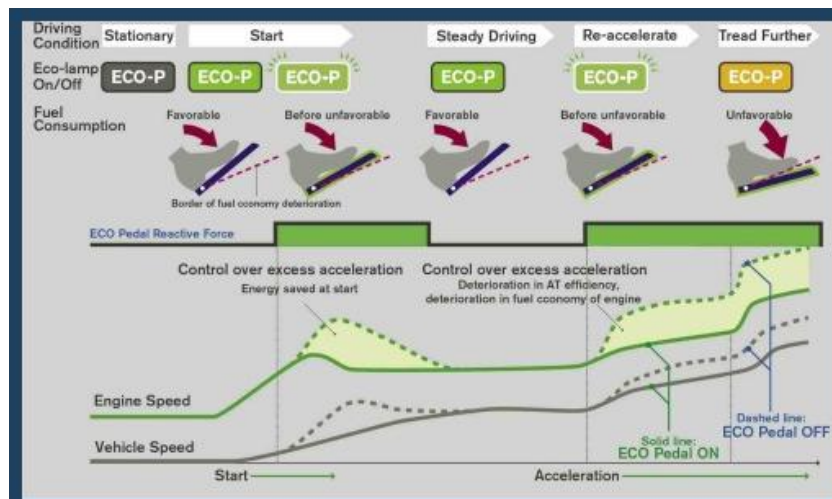 Driving Condition
Stationary
Start
Steady Driving
Re-accelerate
Tread Further
Eco-lamp On/Off
ECO-P
ECO-P
ECO-P
ECO-P
ECO-P
ECO-P
Fuel Consumption
Favorable
Before unfavorable
Favorable
Before unfavorable
Unfavorable
Border of fuel economy deterioration
ECO Pedal Reactive Force
Control over excess acceleration
Energy saved at start
Control over excess acceleration
Deterioration in AT efficiency,
deterioration in fuel economy of engine
Engine Speed
Vehicle Speed
Dashed line:
ECO Pedal OFF
Solid line:
ECO Pedal ON
Start
Acceleration